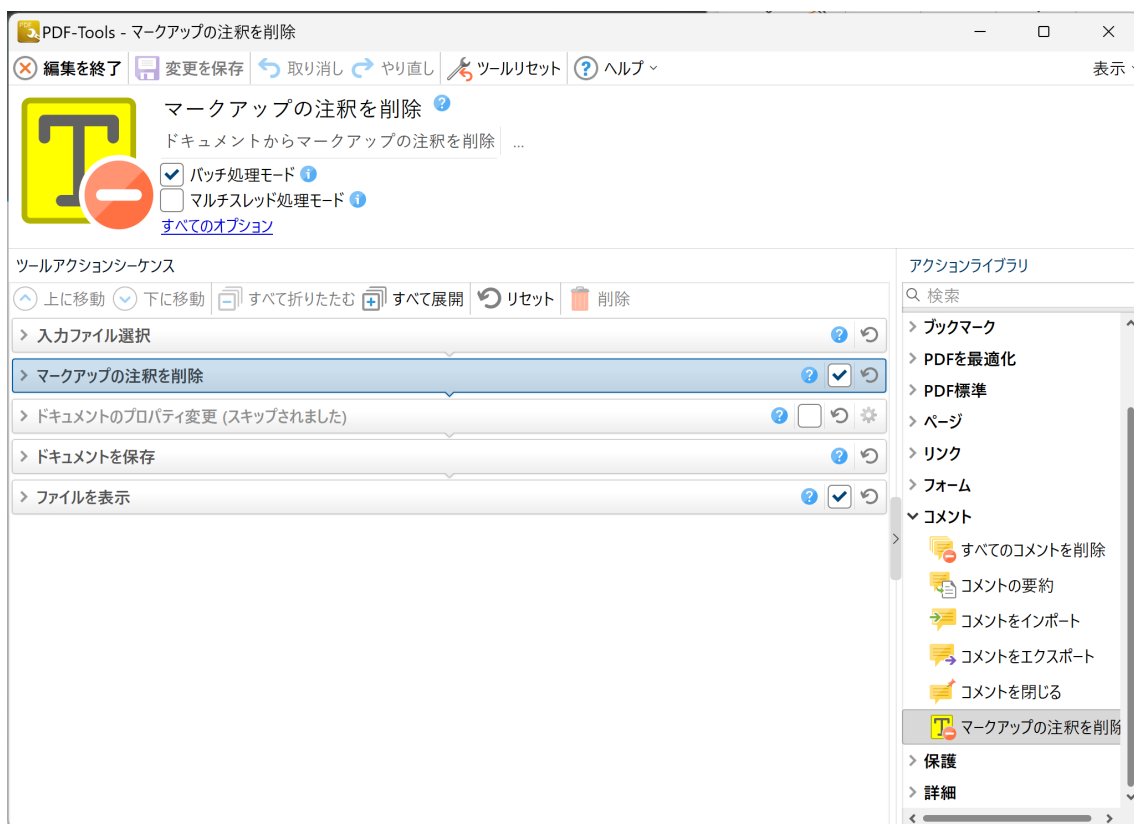 PDF-Tools - マークアップの注釈を削除
編集を終了 変更を保存 取り消し やり直し ツールリセット ヘルプ 表示
マークアップの注釈を削除
ドキュメントからマークアップの注釈を削除 ...
バッチ処理モード
マルチスレッド処理モード
すべてのオプション
ツールアクションシーケンス
上に移動 下に移動 すべて折りたたむ すべて展開 リセット 削除
入力ファイル選択
マークアップの注釈を削除
ドキュメントのプロパティ変更 (スキップされました)
ドキュメントを保存
ファイルを表示
アクションライブラリ
検索
ブックマーク
PDFを最適化
PDF標準
ページ
リンク
フォーム
コメント
すべてのコメントを削除
コメントの要約
コメントをインポート
コメントをエクスポート
コメントを閉じる
マークアップの注釈を削除
保護
詳細